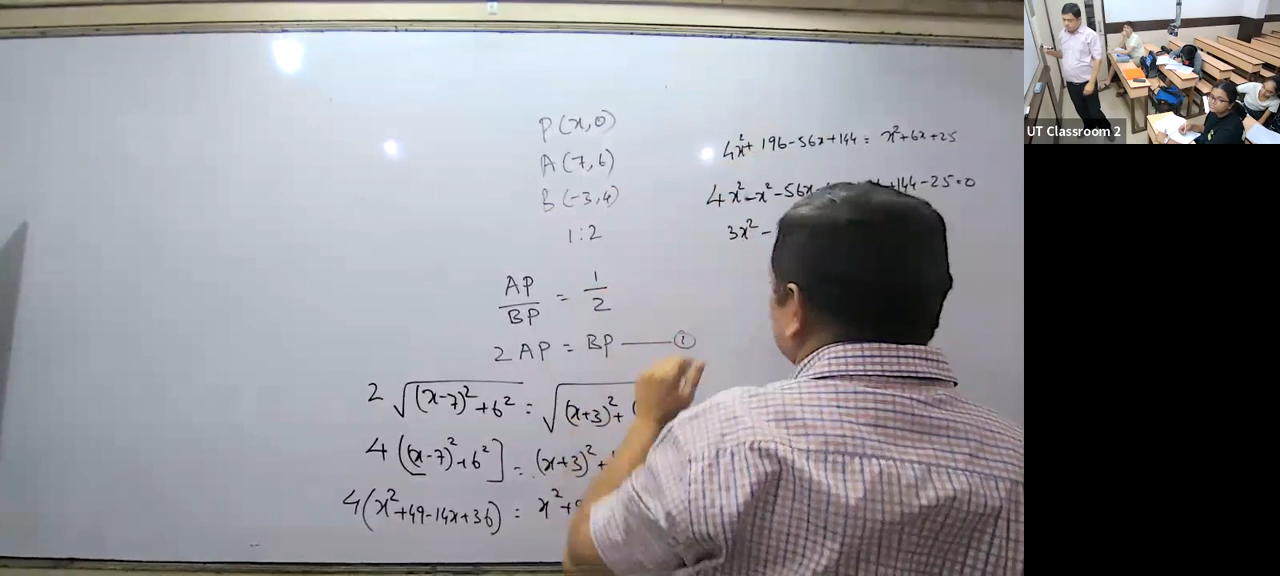 P(x,0)
A(7,6)
B(-3,4)
1:2
AP/BP = 1/2
2AP = BP —— ①
2√((x-7)²+6²) = √((x+3)²+
4((x-7)²+6²] = (x+3)²+
4(x²+49-14x+36) = x²+
4x²+196-56x+144 = x²+6x+25
4x²-x²-56x +144-25=0
3x²-
UT Classroom 2